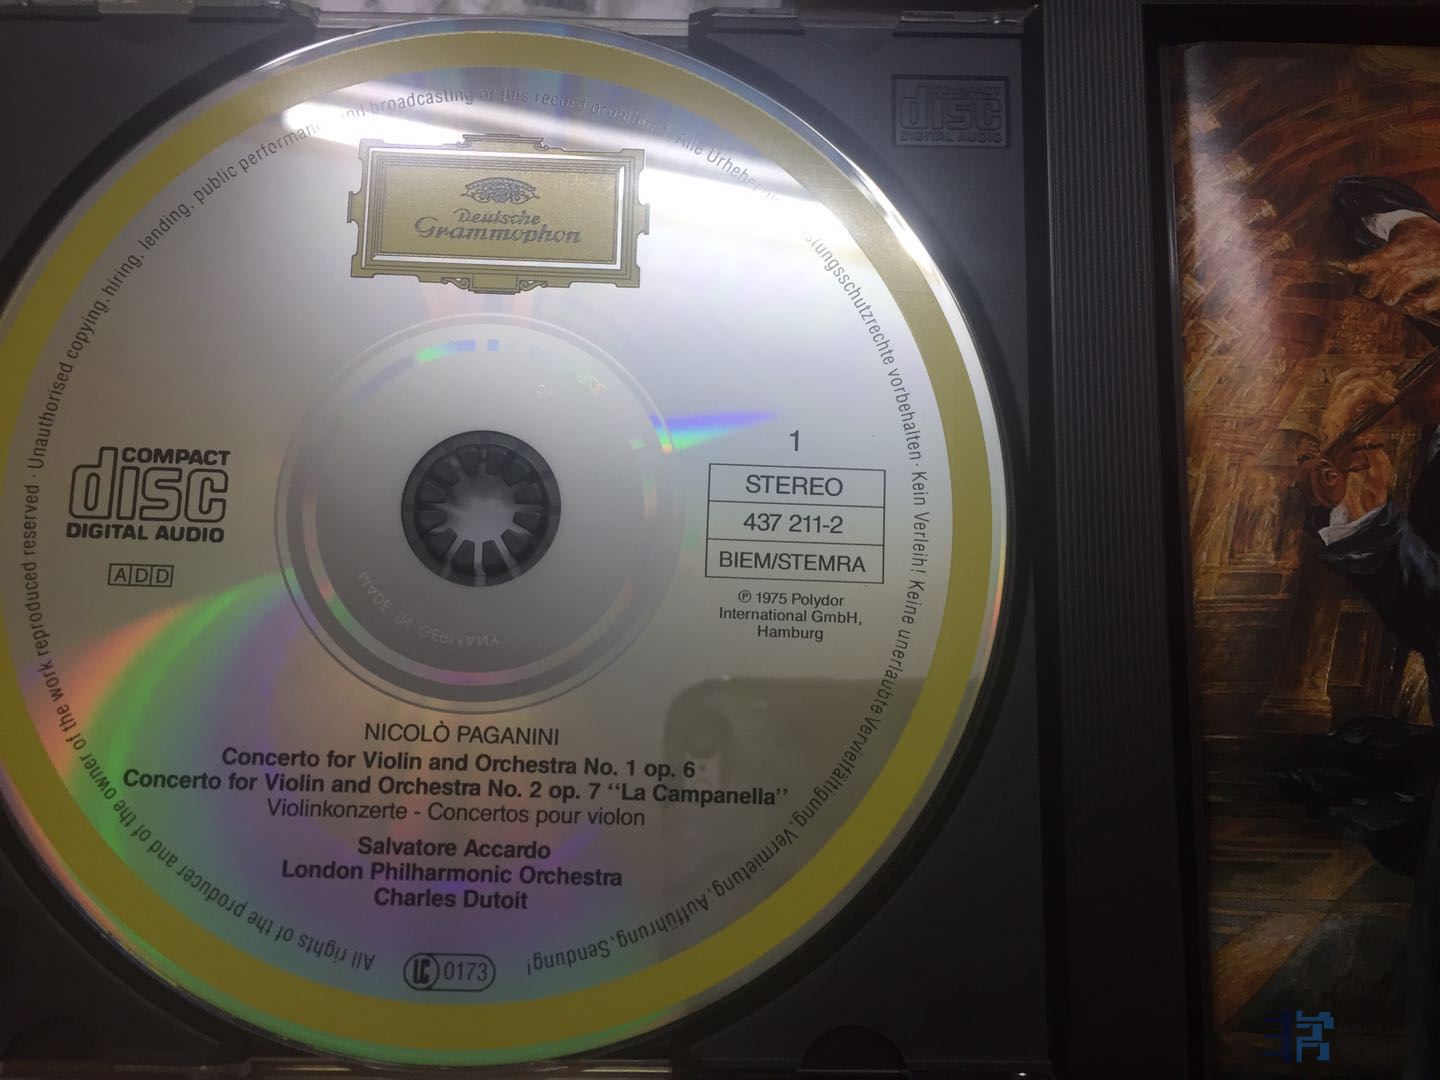 All rights of the producer and of the owner of the work reproduced reserved · Unauthorised copying, hiring, lending, public performance and broadcasting of this record prohibited. Alle Urheber-
stungsschutzrechte vorbehalten · Kein Verleih! Keine unerlaubte Vervielfältigung, Vermietung, Aufführung, Sendung!
Deutsche
Grammophon
COMPACT
disc
DIGITAL AUDIO
COMPACT
disc
DIGITAL AUDIO
ADD
1
STEREO
437 211-2
BIEM/STEMRA
℗ 1975 Polydor
International GmbH,
Hamburg
MADE IN GERMANY
NICOLÒ PAGANINI
Concerto for Violin and Orchestra No. 1 op. 6
Concerto for Violin and Orchestra No. 2 op. 7 "La Campanella"
Violinkonzerte - Concertos pour violon
Salvatore Accardo
London Philharmonic Orchestra
Charles Dutoit
LC 0173